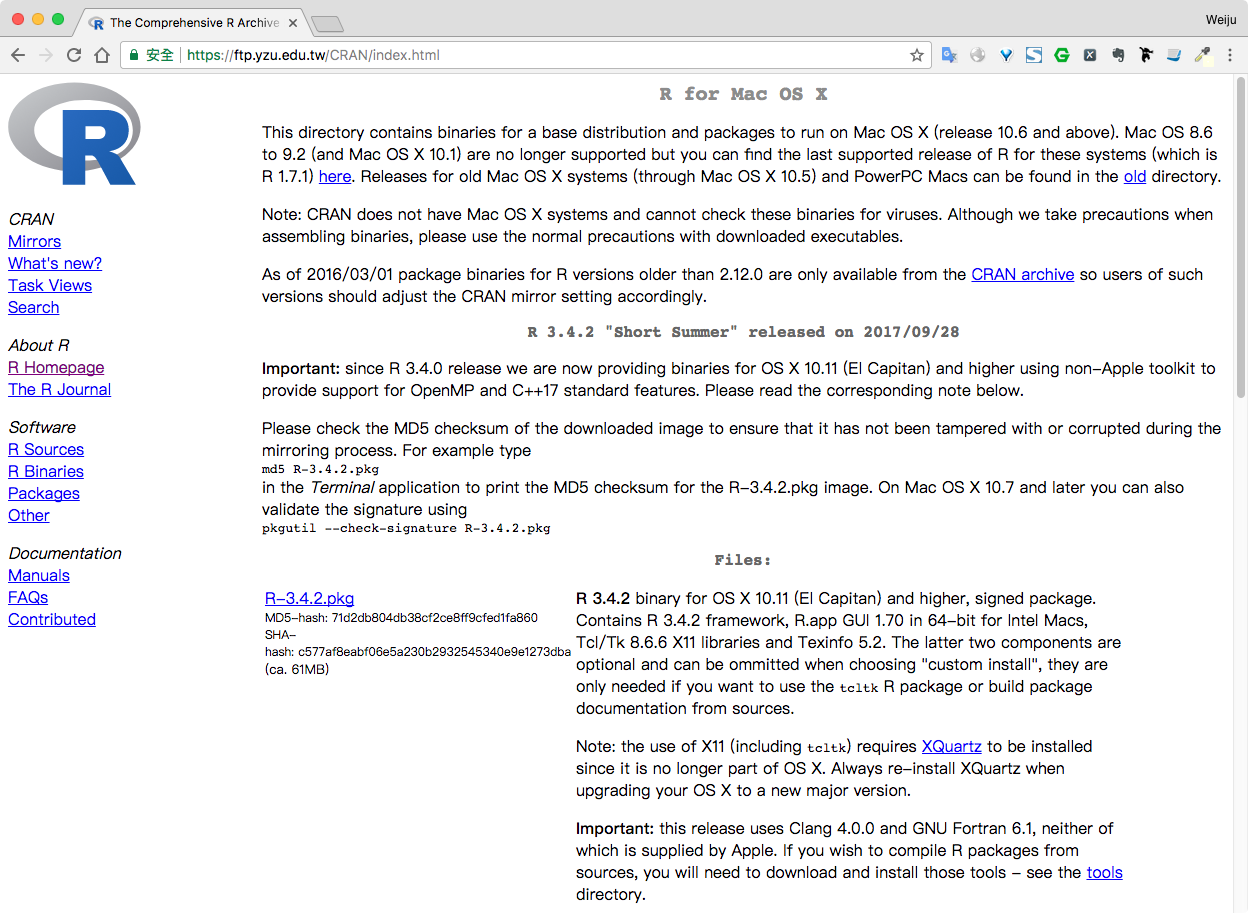 The Comprehensive R Archive
Weiju
安全
https://ftp.yzu.edu.tw/CRAN/index.html
R
CRAN
Mirrors
What's new?
Task Views
Search
About R
R Homepage
The R Journal
Software
R Sources
R Binaries
Packages
Other
Documentation
Manuals
FAQs
Contributed
R for Mac OS X
This directory contains binaries for a base distribution and packages to run on Mac OS X (release 10.6 and above). Mac OS 8.6
to 9.2 (and Mac OS X 10.1) are no longer supported but you can find the last supported release of R for these systems (which is
R 1.7.1) here. Releases for old Mac OS X systems (through Mac OS X 10.5) and PowerPC Macs can be found in the old directory.
Note: CRAN does not have Mac OS X systems and cannot check these binaries for viruses. Although we take precautions when
assembling binaries, please use the normal precautions with downloaded executables.
As of 2016/03/01 package binaries for R versions older than 2.12.0 are only available from the CRAN archive so users of such
versions should adjust the CRAN mirror setting accordingly.
R 3.4.2 "Short Summer" released on 2017/09/28
Important: since R 3.4.0 release we are now providing binaries for OS X 10.11 (El Capitan) and higher using non-Apple toolkit to
provide support for OpenMP and C++17 standard features. Please read the corresponding note below.
Please check the MD5 checksum of the downloaded image to ensure that it has not been tampered with or corrupted during the
mirroring process. For example type
md5 R-3.4.2.pkg
in the Terminal application to print the MD5 checksum for the R-3.4.2.pkg image. On Mac OS X 10.7 and later you can also
validate the signature using
pkgutil --check-signature R-3.4.2.pkg
Files:
R-3.4.2.pkg
MD5-hash: 71d2db804db38cf2ce8ff9cfed1fa860
SHA-
hash: c577af8eabf06e5a230b2932545340e9e1273dba
(ca. 61MB)
R 3.4.2 binary for OS X 10.11 (El Capitan) and higher, signed package.
Contains R 3.4.2 framework, R.app GUI 1.70 in 64-bit for Intel Macs,
Tcl/Tk 8.6.6 X11 libraries and Texinfo 5.2. The latter two components are
optional and can be ommitted when choosing "custom install", they are
only needed if you want to use the tcltk R package or build package
documentation from sources.
Note: the use of X11 (including tcltk) requires XQuartz to be installed
since it is no longer part of OS X. Always re-install XQuartz when
upgrading your OS X to a new major version.
Important: this release uses Clang 4.0.0 and GNU Fortran 6.1, neither of
which is supplied by Apple. If you wish to compile R packages from
sources, you will need to download and install those tools - see the tools
directory.